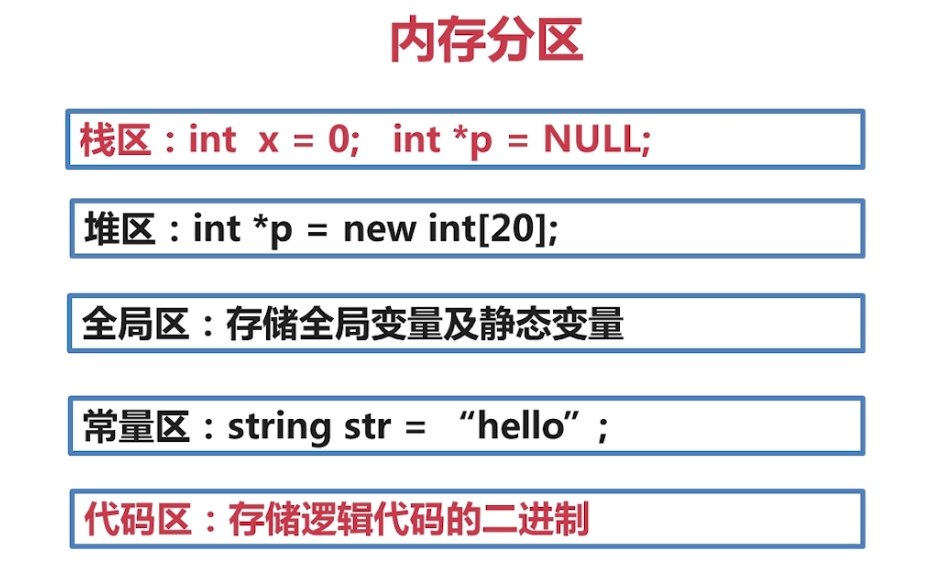 内存分区
栈区：int  x = 0;   int *p = NULL;
堆区：int *p = new int[20];
全局区：存储全局变量及静态变量
常量区：string str = “hello”;
代码区：存储逻辑代码的二进制